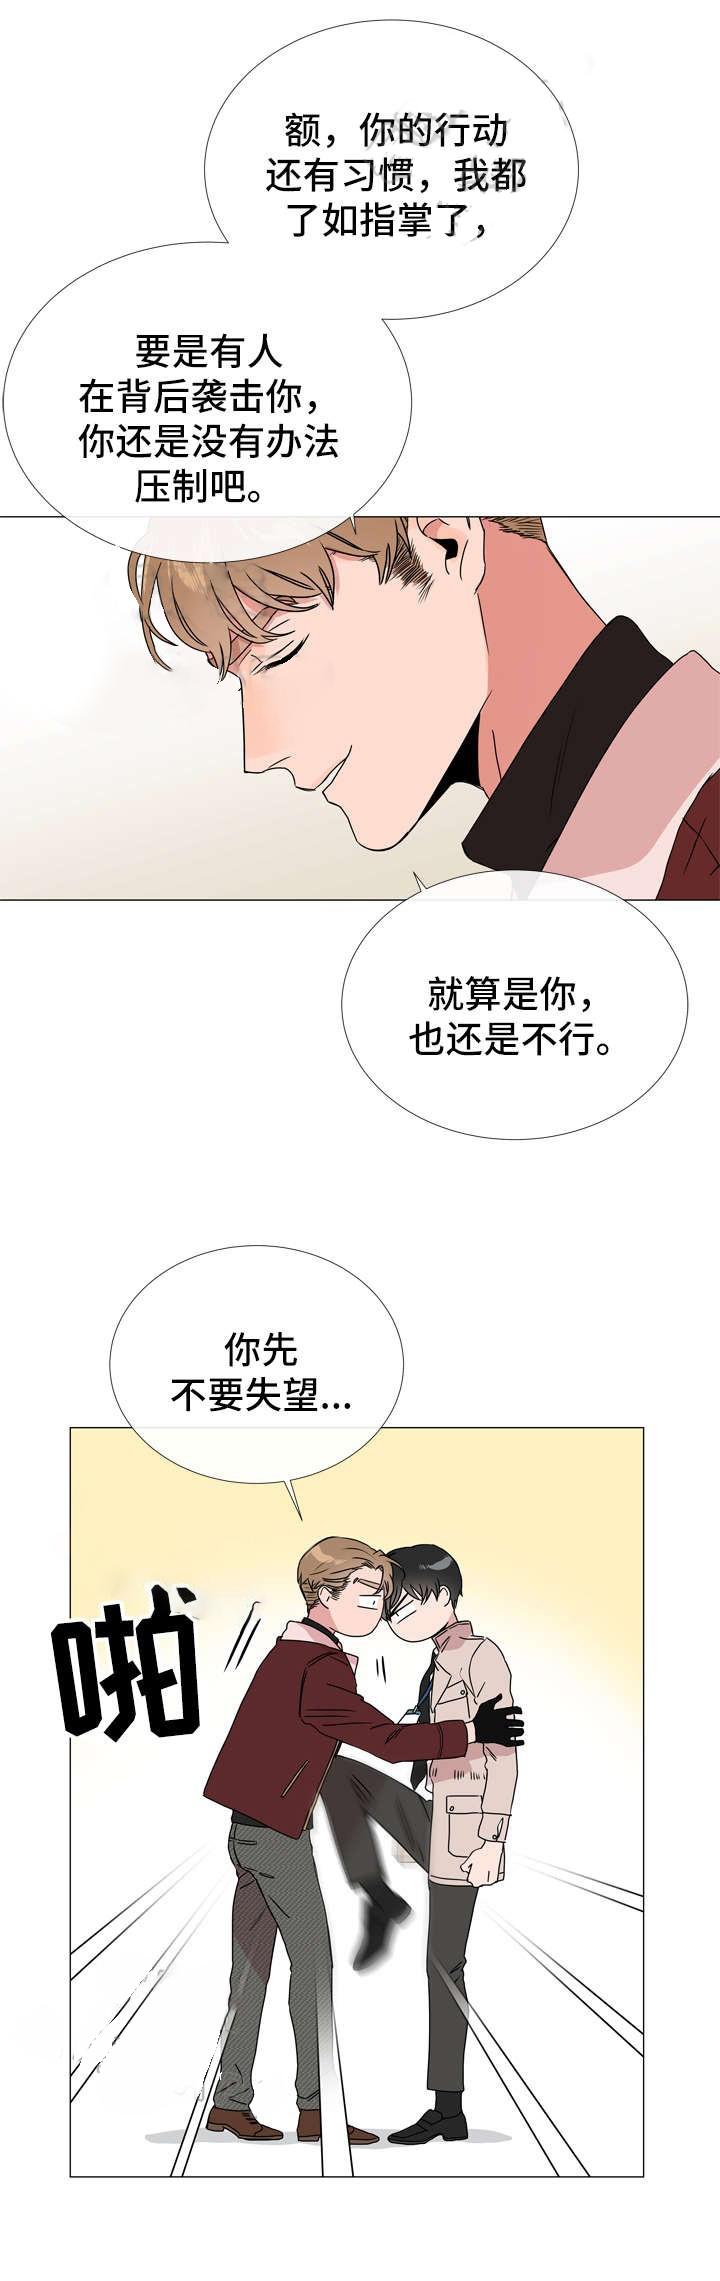 额，你的行动
还有习惯，我都
了如指掌了，
要是有人
在背后袭击你，
你还是没有办法
压制吧。
就算是你，
也还是不行。
你先
不要失望...
啪